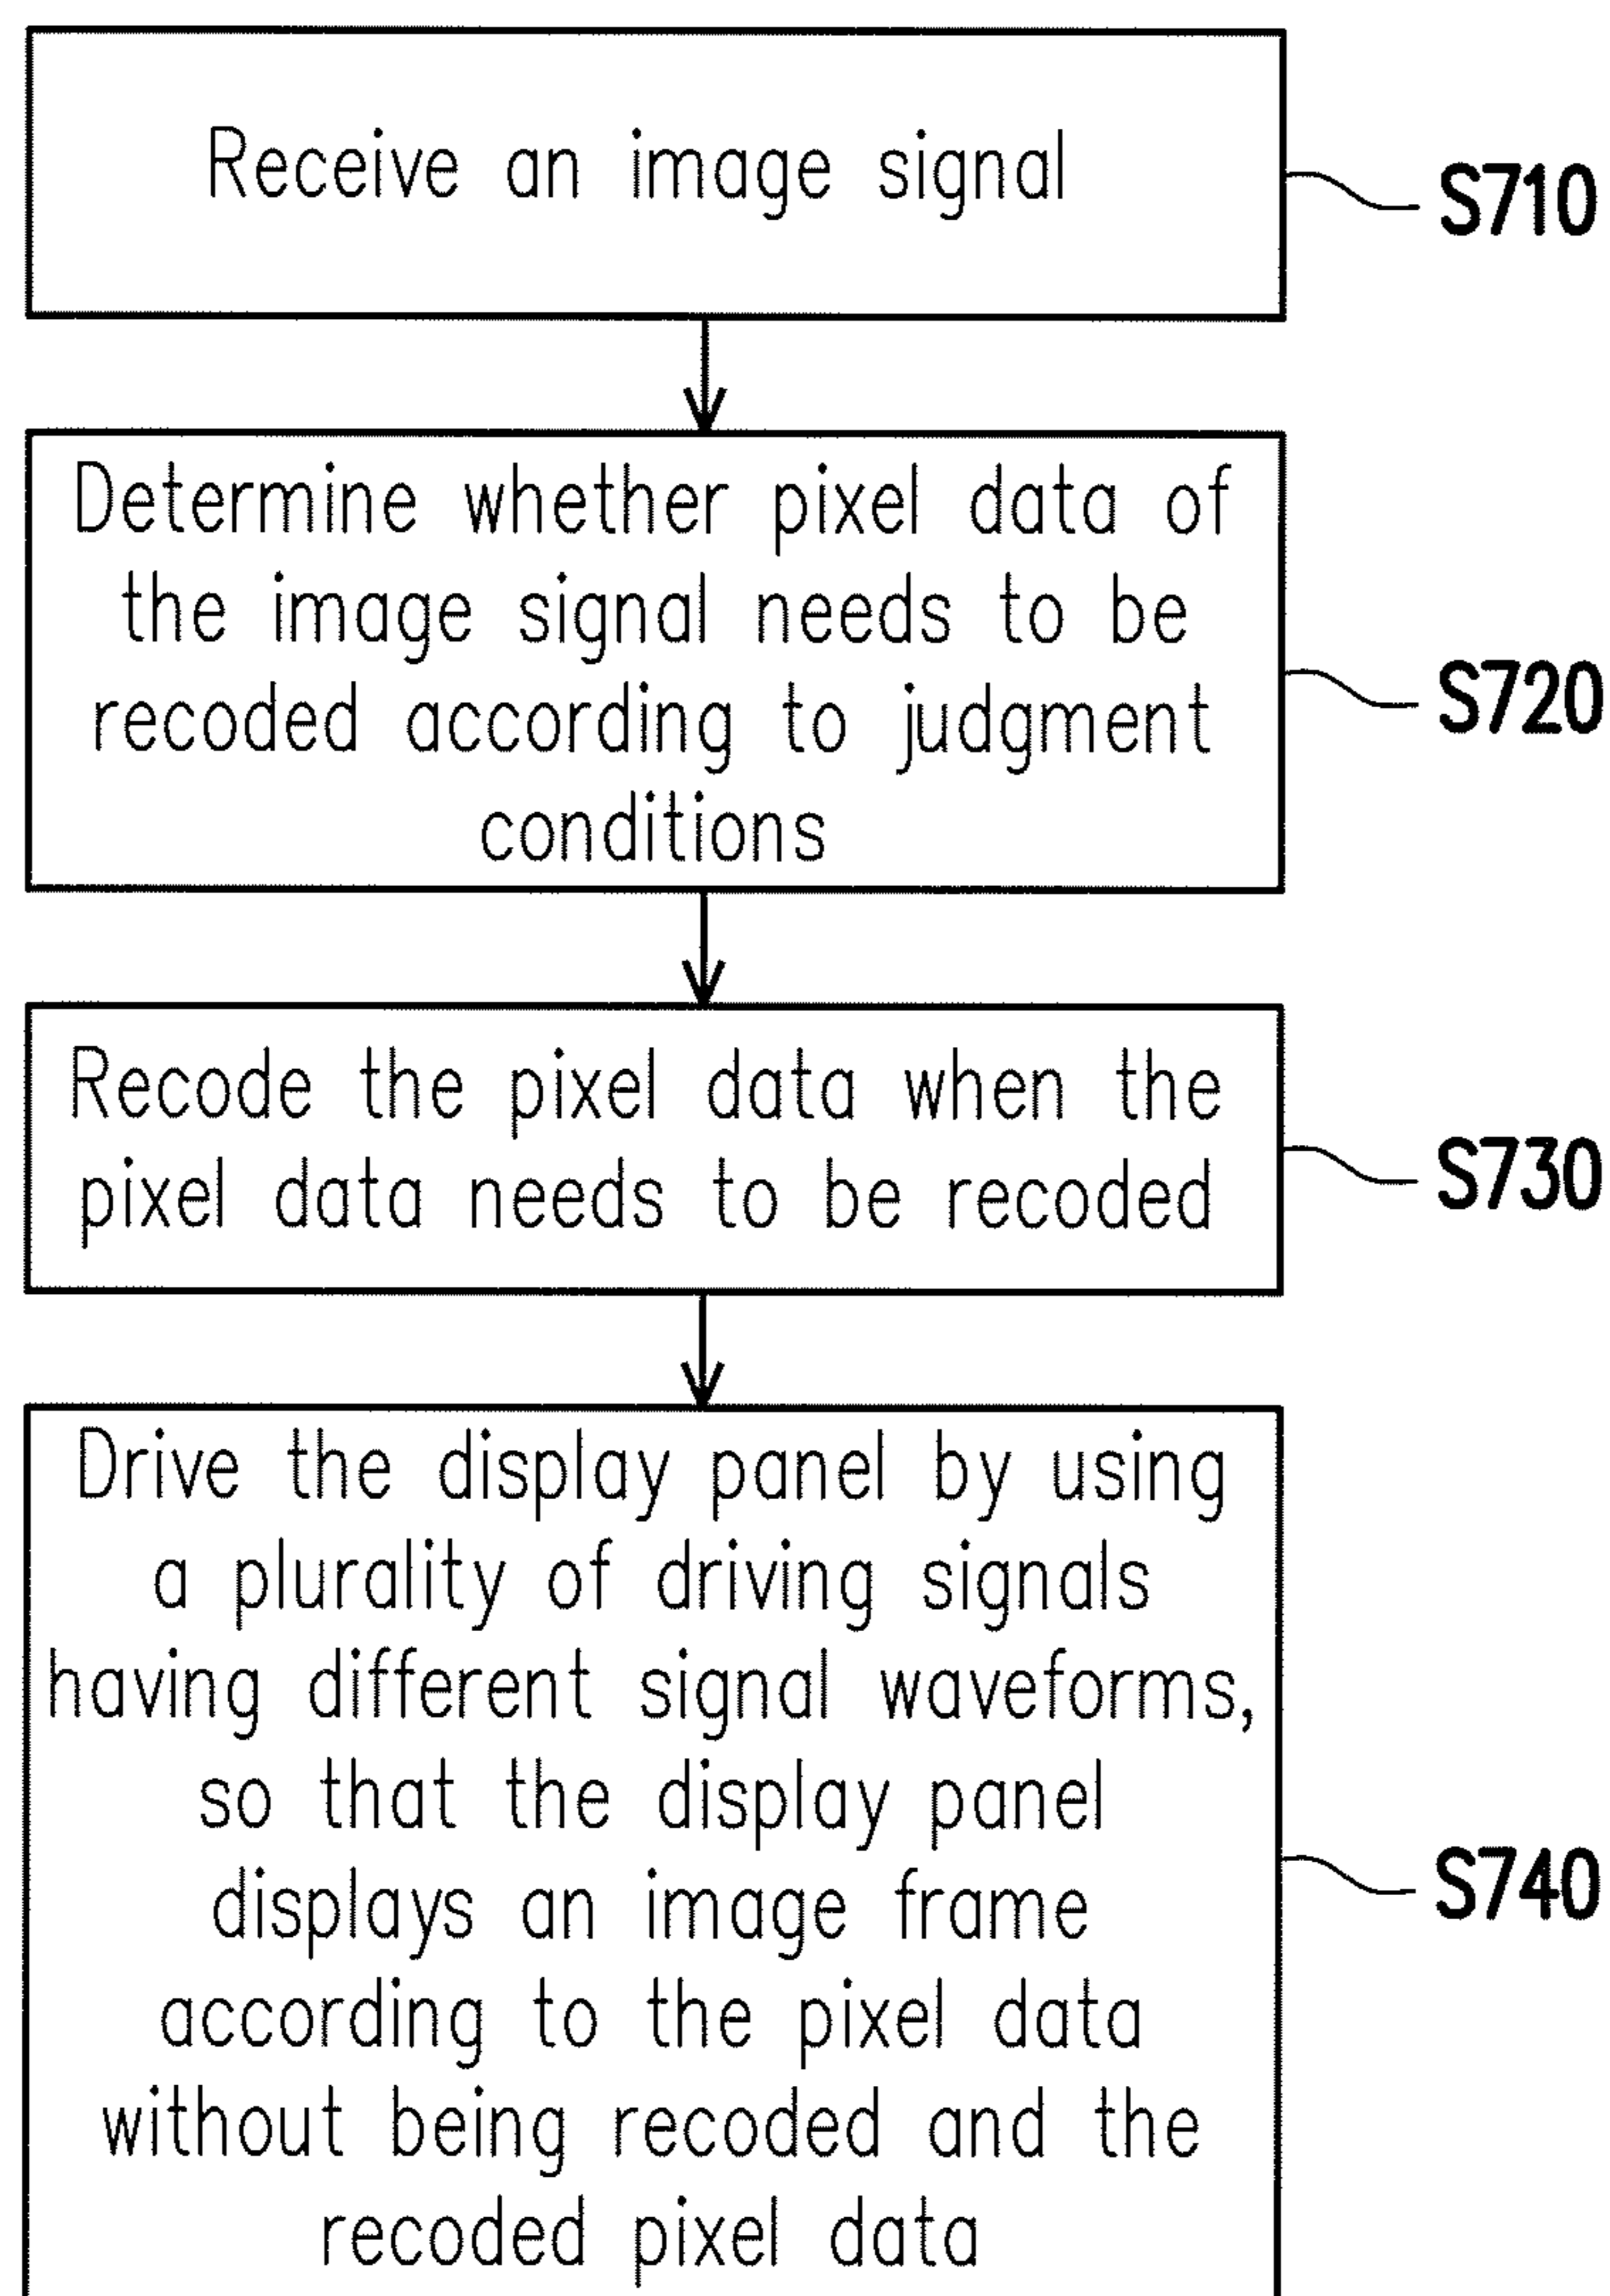 Receive an image signal
S710
Determine whether pixel data of
the image signal needs to be
recoded according to judgment
conditions
S720
Recode the pixel data when the
pixel data needs to be recoded
S730
Drive the display panel by using
a plurality of driving signals
having different signal waveforms,
so that the display panel
displays an image frame
according to the pixel data
without being recoded and the
recoded pixel data
S740